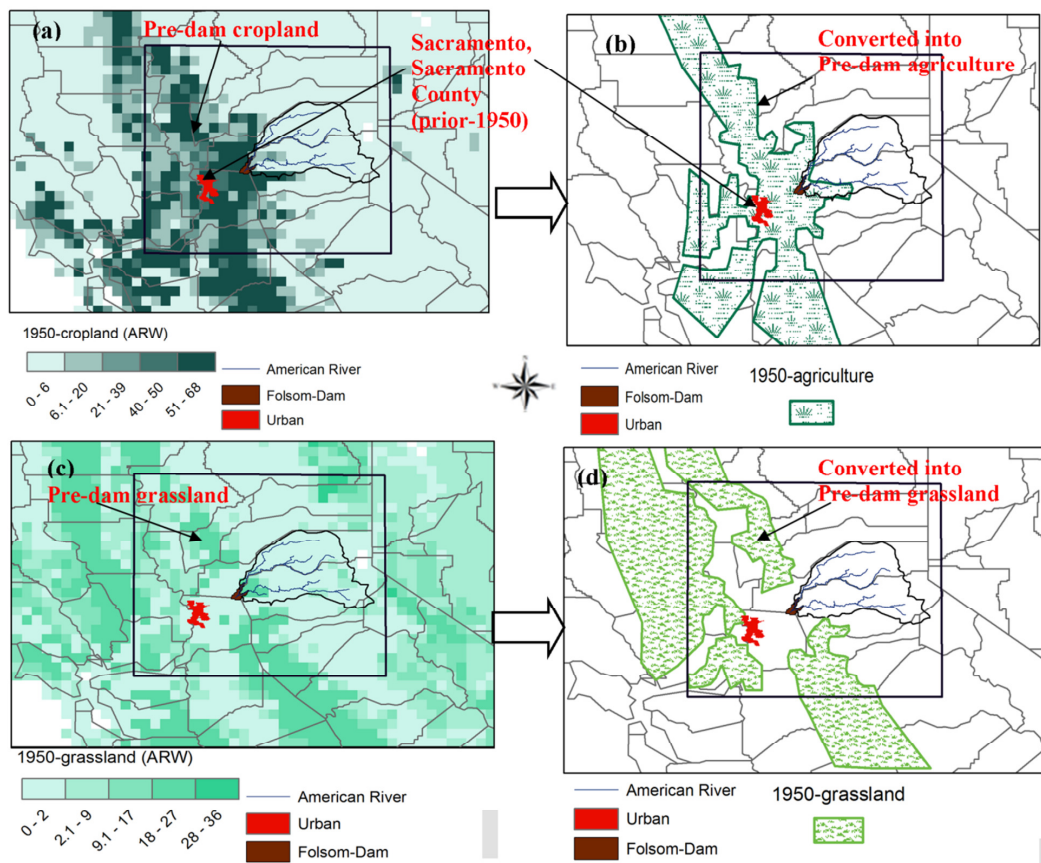 (a)
Pre-dam cropland
Sacramento,
Sacramento
County
(prior-1950)
(b)
Converted into
Pre-dam agriculture
1950-cropland (ARW)
0 - 6
6.1 - 20
21 - 39
40 - 50
51 - 68
American River
Folsom-Dam
Urban
N
W
E
S
American River
Folsom-Dam
Urban
1950-agriculture
(c)
Pre-dam grassland
(d)
Converted into
Pre-dam grassland
1950-grassland (ARW)
0 - 2
2.1 - 9
9.1 - 17
18 - 27
28 - 36
American River
Urban
Folsom-Dam
American River
Urban
Folsom-Dam
1950-grassland